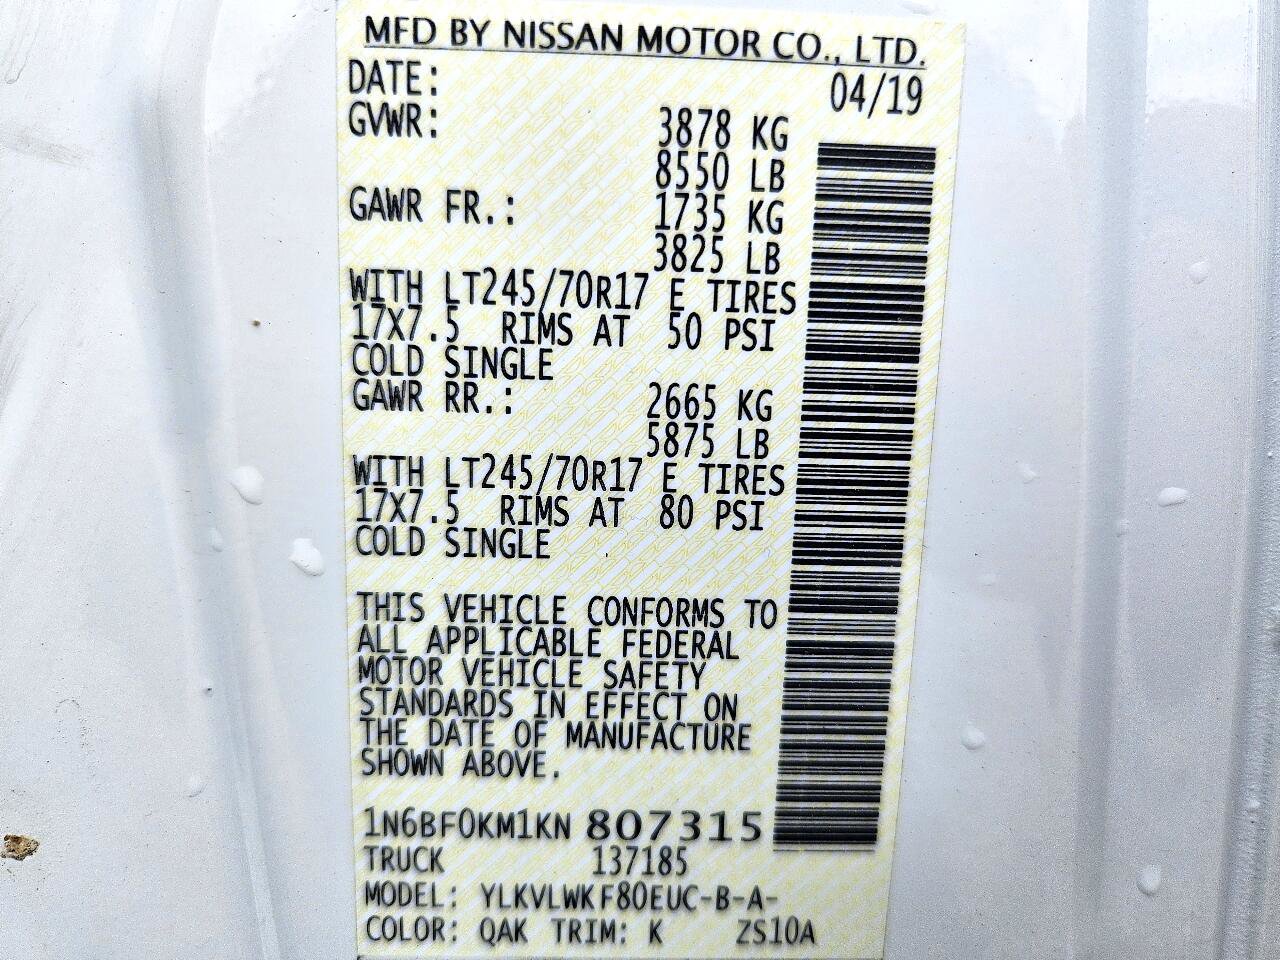 MFD BY NISSAN MOTOR CO., LTD.
DATE: 04/19
GVWR: 3878 KG
8550 LB
GAWR FR.: 1735 KG
3825 LB
WITH LT245/70R17 E TIRES
17X7.5 RIMS AT 50 PSI
COLD SINGLE
GAWR RR.: 2665 KG
5875 LB
WITH LT245/70R17 E TIRES
17X7.5 RIMS AT 80 PSI
COLD SINGLE
THIS VEHICLE CONFORMS TO
ALL APPLICABLE FEDERAL
MOTOR VEHICLE SAFETY
STANDARDS IN EFFECT ON
THE DATE OF MANUFACTURE
SHOWN ABOVE.
1N6BF0KM1KN 807315
TRUCK 137185
MODEL: YLKVLWKF80EUC-B-A-
COLOR: QAK TRIM: K ZS10A